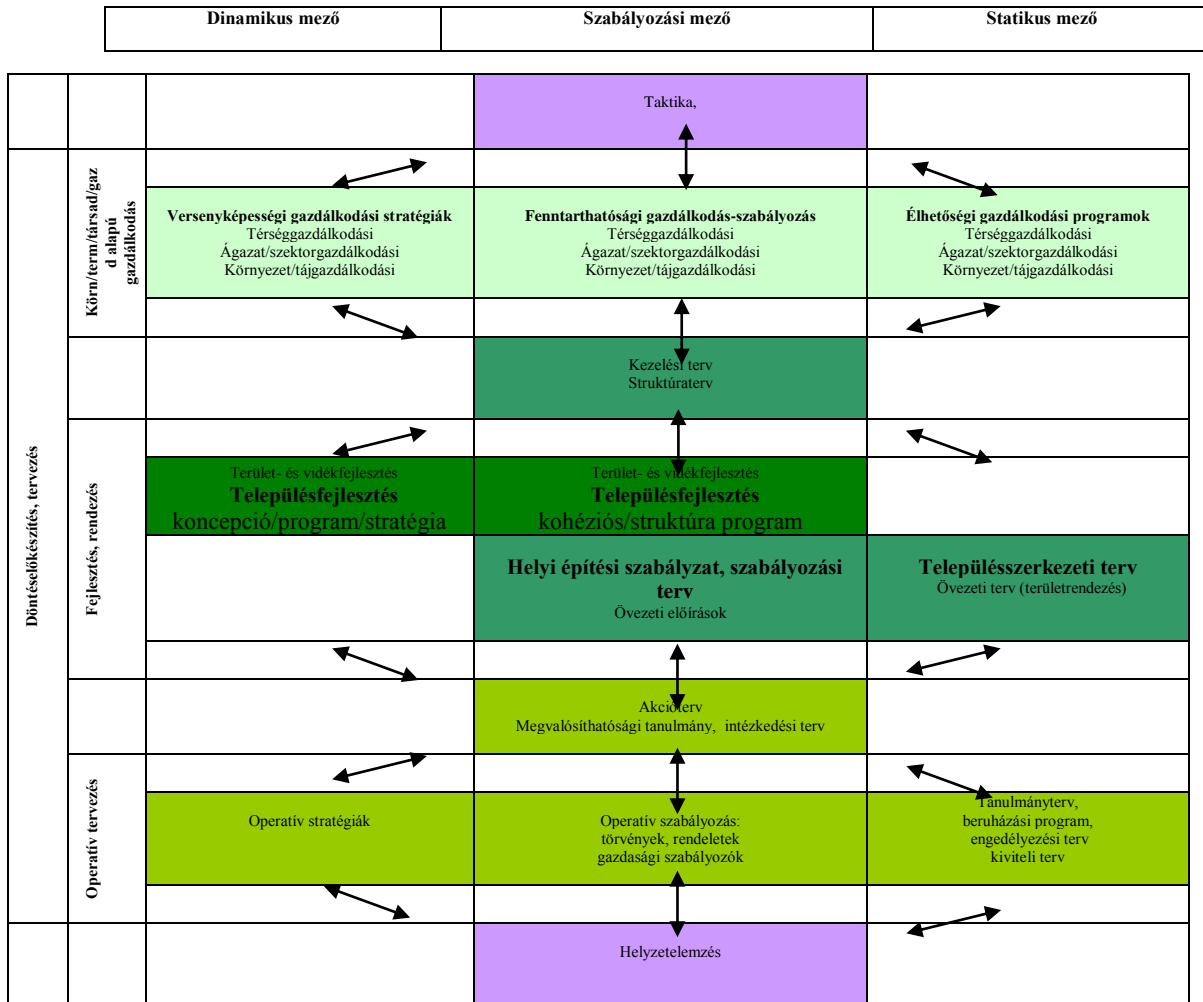 Dinamikus mező
Szabályozási mező
Statikus mező
Taktika,
Döntéselőkészítés, tervezés
Körn/term/társad/gaz
d alapú
gazdálkodás
Versenyképességi gazdálkodási stratégiák
Térséggazdálkodási
Ágazat/szektorgazdálkodási
Környezet/tájgazdálkodási
Fenntarthatósági gazdálkodás-szabályozás
Térséggazdálkodási
Ágazat/szektorgazdálkodási
Környezet/tájgazdálkodási
Élhetőségi gazdálkodási programok
Térséggazdálkodási
Ágazat/szektorgazdálkodási
Környezet/tájgazdálkodási
Kezelési terv
Struktúraterv
Fejlesztés, rendezés
Terület- és vidékfejlesztés
Településfejlesztés
koncepció/program/stratégia
Terület- és vidékfejlesztés
Településfejlesztés
kohéziós/struktúra program
Helyi építési szabályzat, szabályozási
terv
Övezeti előírások
Településszerkezeti terv
Övezeti terv (területrendezés)
Akcióterv
Megvalósíthatósági tanulmány, intézkedési terv
Operatív tervezés
Operatív stratégiák
Operatív szabályozás:
törvények, rendeletek
gazdasági szabályozók
Tanulmányterv,
beruházási program,
engedélyezési terv
kiviteli terv
Helyzetelemzés